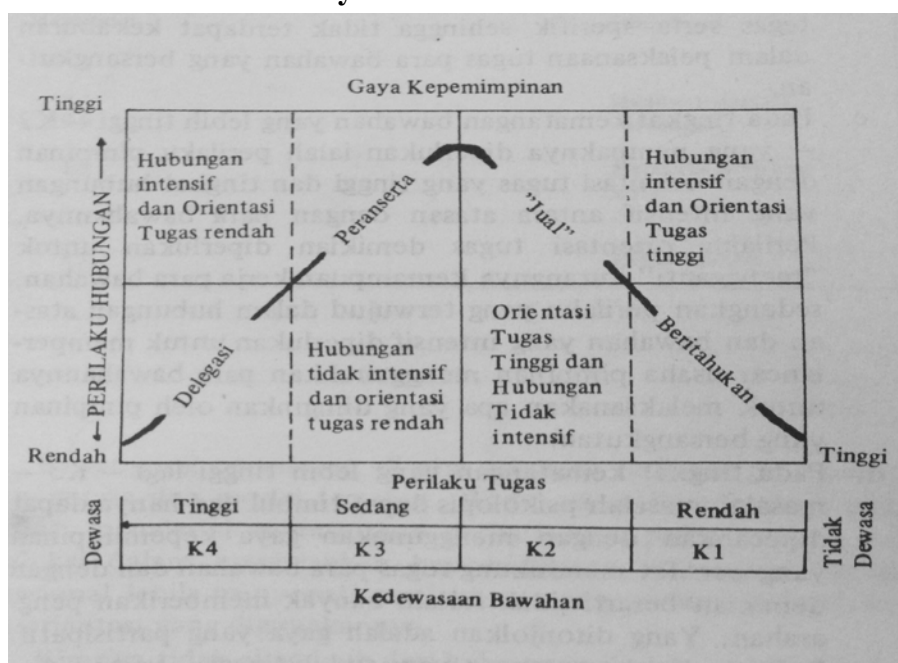 Gaya Kepemimpinan
Tinggi
PERILAKU HUBUNGAN
Rendah
Hubungan
intensif
dan Orientasi
Tugas rendah
Peranserta
"Jual"
Hubungan
intensif
dan Orientasi
Tugas
tinggi
Delegasi
Hubungan
tidak intensif
dan orientasi
tugas rendah
Orientasi
Tugas
Tinggi dan
Hubungan
Tidak
intensif
Beritahukan
Tinggi
Perilaku Tugas
Dewasa
Tinggi
Sedang
Rendah
Tidak
Dewasa
K4
K3
K2
K1
Kedewasaan Bawahan